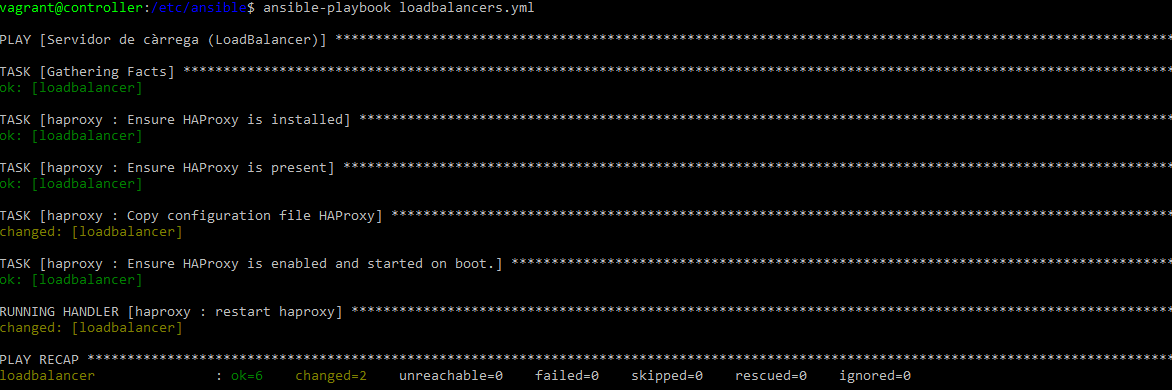 vagrant@controller:/etc/ansible$ ansible-playbook loadbalancers.yml
PLAY [Servidor de càrrega (LoadBalancer)] *********************************************************************************************************
TASK [Gathering Facts] ****************************************************************************************************************************
ok: [loadbalancer]
TASK [haproxy : Ensure HAProxy is installed] ******************************************************************************************************
ok: [loadbalancer]
TASK [haproxy : Ensure HAProxy is present] ********************************************************************************************************
ok: [loadbalancer]
TASK [haproxy : Copy configuration file HAProxy] **************************************************************************************************
changed: [loadbalancer]
TASK [haproxy : Ensure HAProxy is enabled and started on boot.] ***********************************************************************************
ok: [loadbalancer]
RUNNING HANDLER [haproxy : restart haproxy] *******************************************************************************************************
changed: [loadbalancer]
PLAY RECAP ****************************************************************************************************************************************
loadbalancer               : ok=6    changed=2    unreachable=0    failed=0    skipped=0    rescued=0    ignored=0